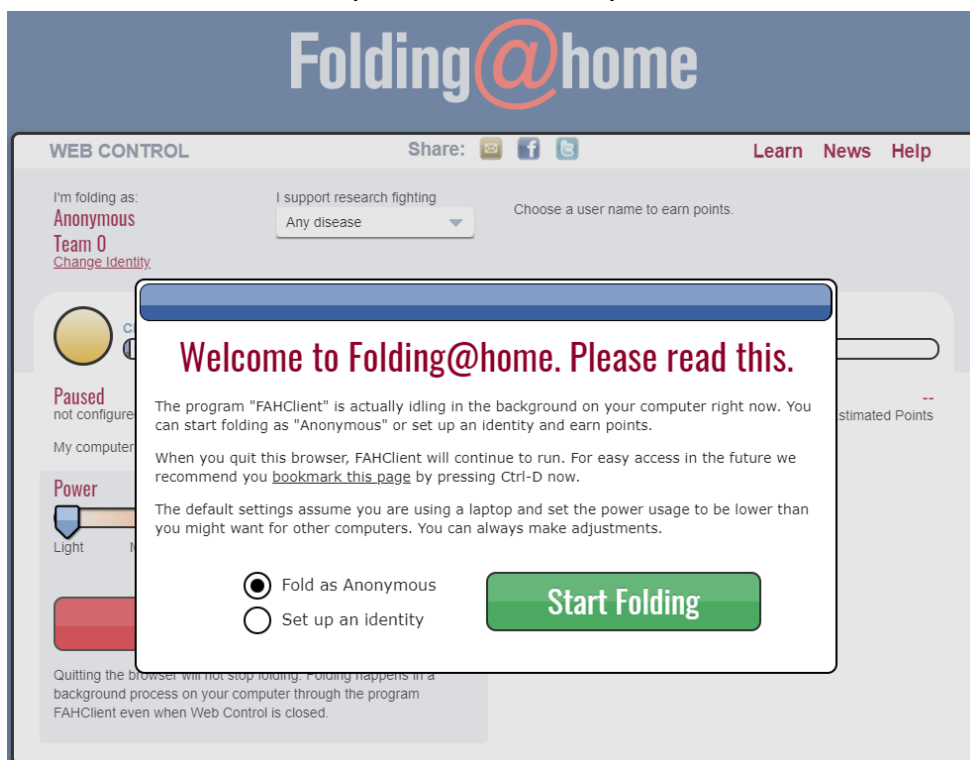 Folding@home
WEB CONTROL
Share:
Learn News Help
I'm folding as:
Anonymous
Team 0
Change Identity
I support research fighting
Any disease
Choose a user name to earn points.
Welcome to Folding@home. Please read this.
The program "FAHClient" is actually idling in the background on your computer right now. You
can start folding as "Anonymous" or set up an identity and earn points.
When you quit this browser, FAHClient will continue to run. For easy access in the future we
recommend you bookmark this page by pressing Ctrl-D now.
The default settings assume you are using a laptop and set the power usage to be lower than
you might want for other computers. You can always make adjustments.
Fold as Anonymous
Set up an identity
Start Folding
Paused
not configure
My computer
--
stimated Points
Power
Light
Quitting the browser will not stop folding. Folding happens in a
background process on your computer through the program
FAHClient even when Web Control is closed.